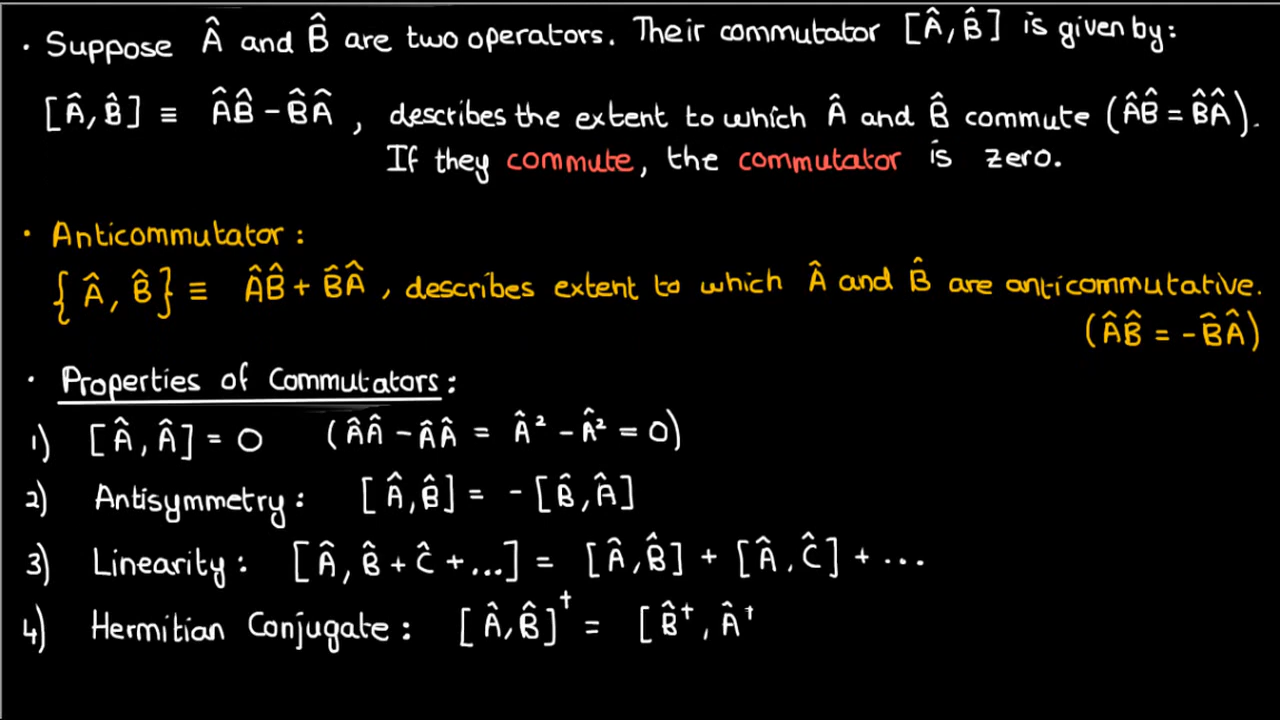 · Suppose Â and B̂ are two operators. Their commutator [Â, B̂] is given by:
[Â, B̂] ≡ ÂB̂ - B̂Â, describes the extent to which Â and B̂ commute (ÂB̂ = B̂Â).
If they commute, the commutator is zero.
· Anticommutator:
{Â, B̂} ≡ ÂB̂ + B̂Â, describes extent to which Â and B̂ are anticommutative.
(ÂB̂ = -B̂Â)
· Properties of Commutators:
1) [Â, Â] = 0 (ÂÂ - ÂÂ = Â² - Â² = 0)
2) Antisymmetry: [Â, B̂] = - [B̂, Â]
3) Linearity: [Â, B̂ + Ĉ + ...] = [Â, B̂] + [Â, Ĉ] + ...
4) Hermitian Conjugate: [Â, B̂]† = [B̂†, Â†